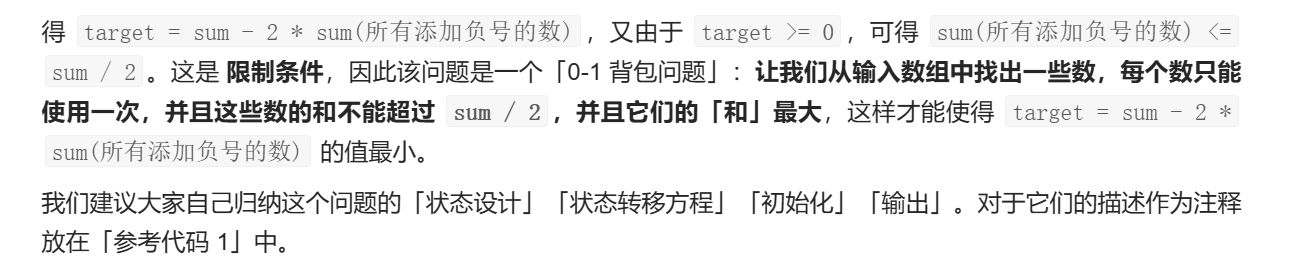 得 target = sum - 2 * sum(所有添加负号的数) ，又由于 target >= 0 ，可得 sum(所有添加负号的数) <=
sum / 2 。这是 限制条件，因此该问题是一个「0-1 背包问题」：让我们从输入数组中找出一些数，每个数只能
使用一次，并且这些数的和不能超过 sum / 2 ，并且它们的「和」最大，这样才能使得 target = sum - 2 *
sum(所有添加负号的数) 的值最小。
我们建议大家自己归纳这个问题的「状态设计」「状态转移方程」「初始化」「输出」。对于它们的描述作为注释
放在「参考代码 1」中。